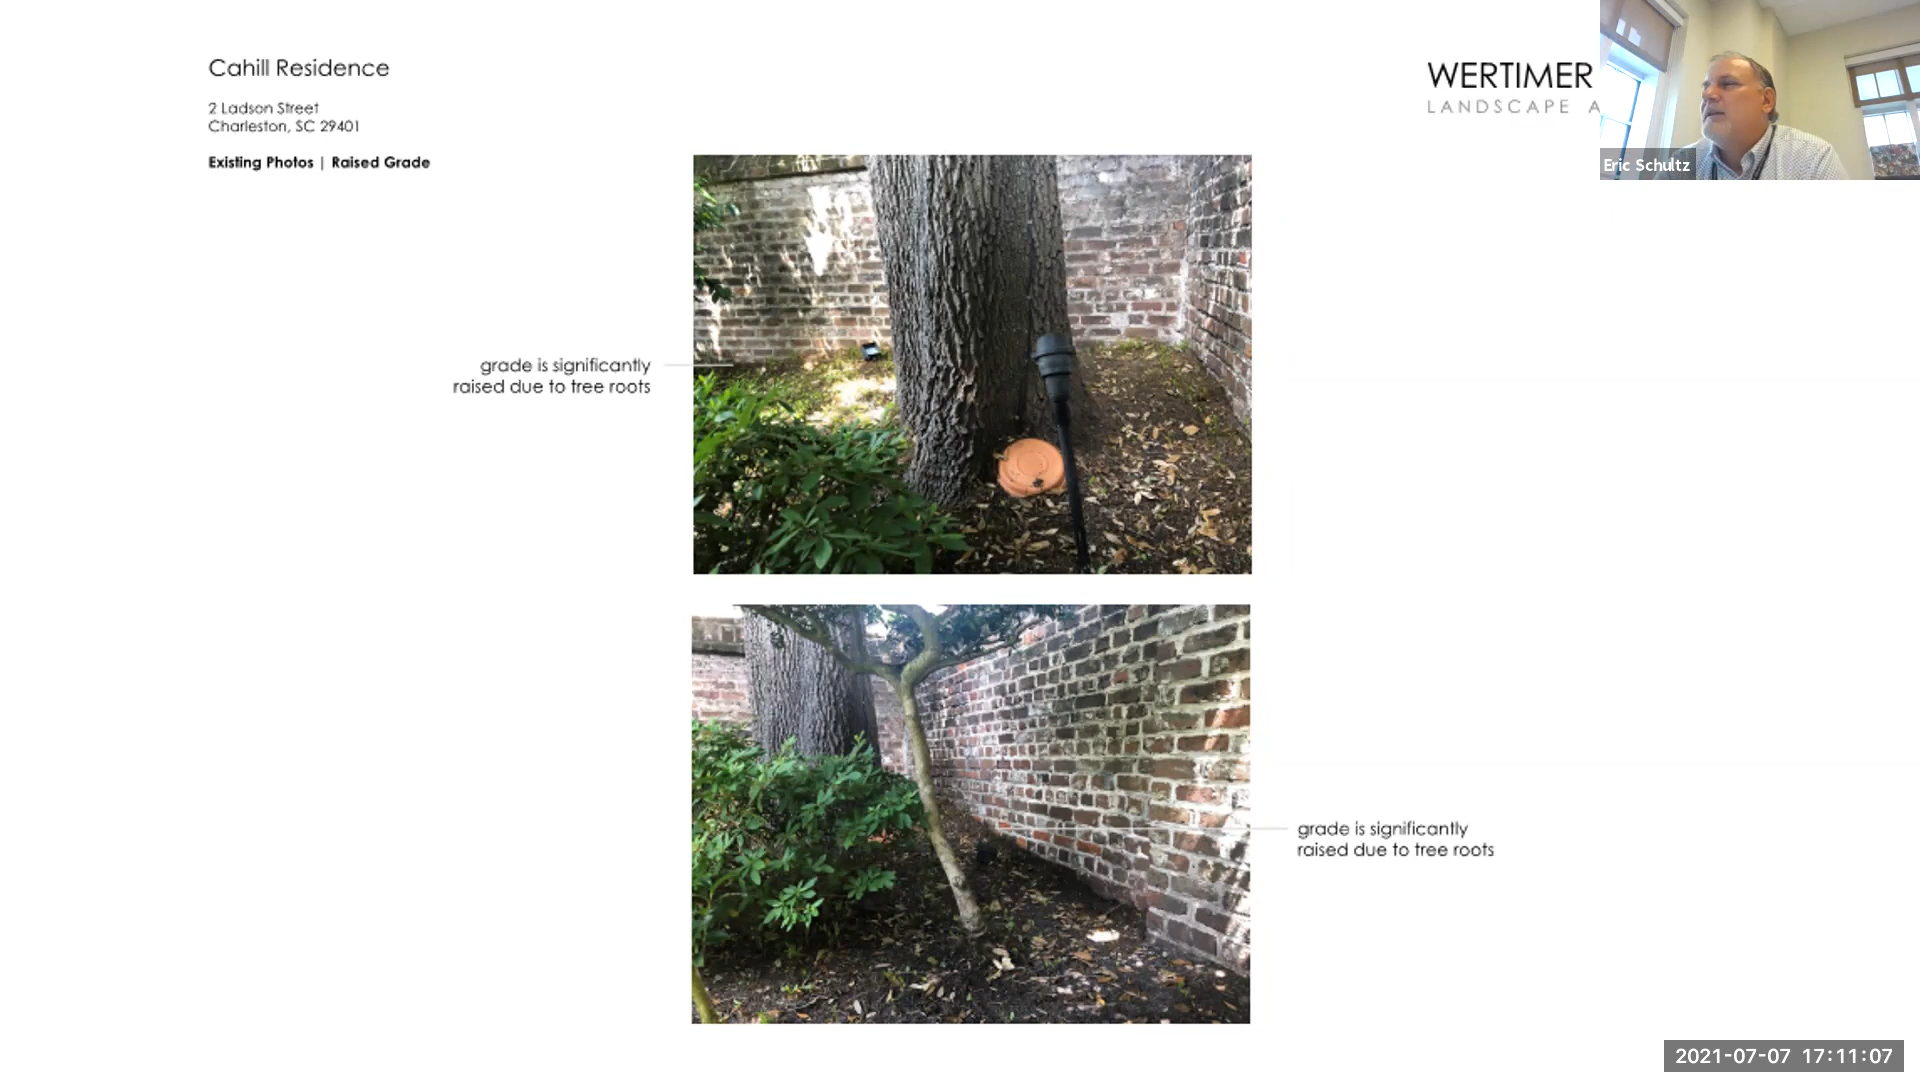 Cahill Residence
2 Ladson Street
Charleston, SC 29401
Existing Photos | Raised Grade
WERTIMER
LANDSCAPE A
Eric Schultz
grade is significantly
raised due to tree roots
grade is significantly
raised due to tree roots
2021-07-07 17:11:07